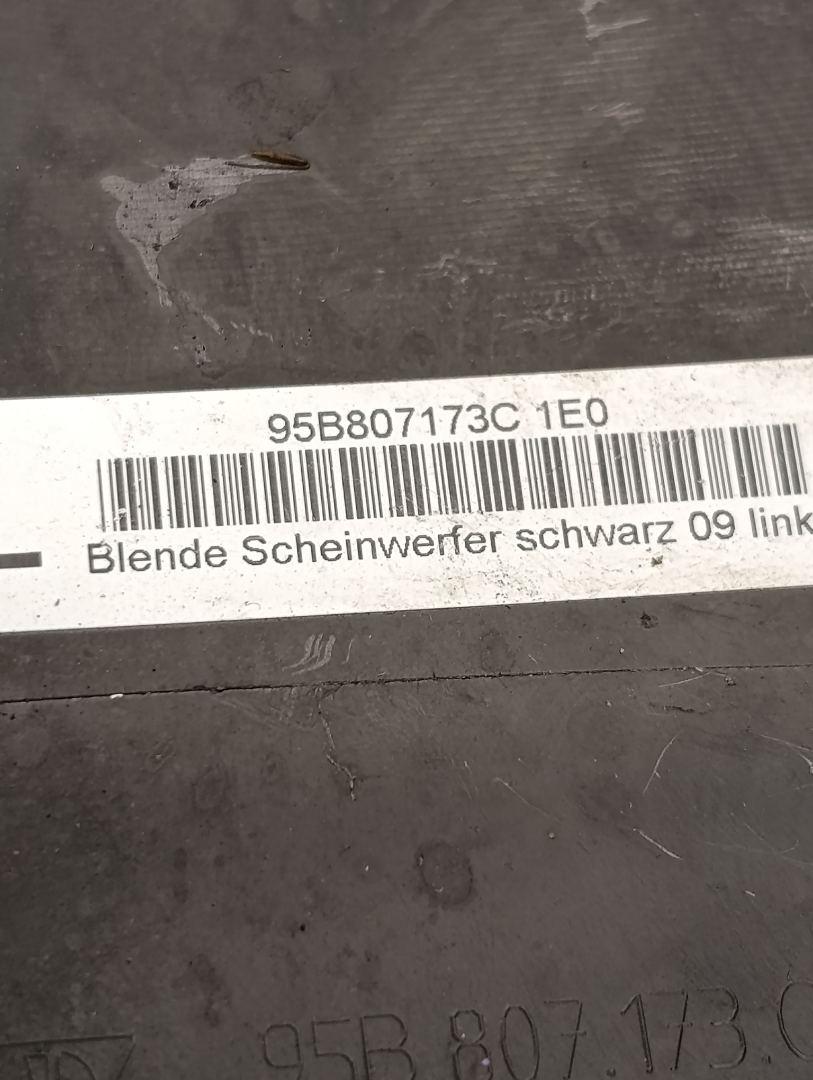 95B807173C 1E0
Blende Scheinwerfer schwarz 09 link
95B.807.173.C